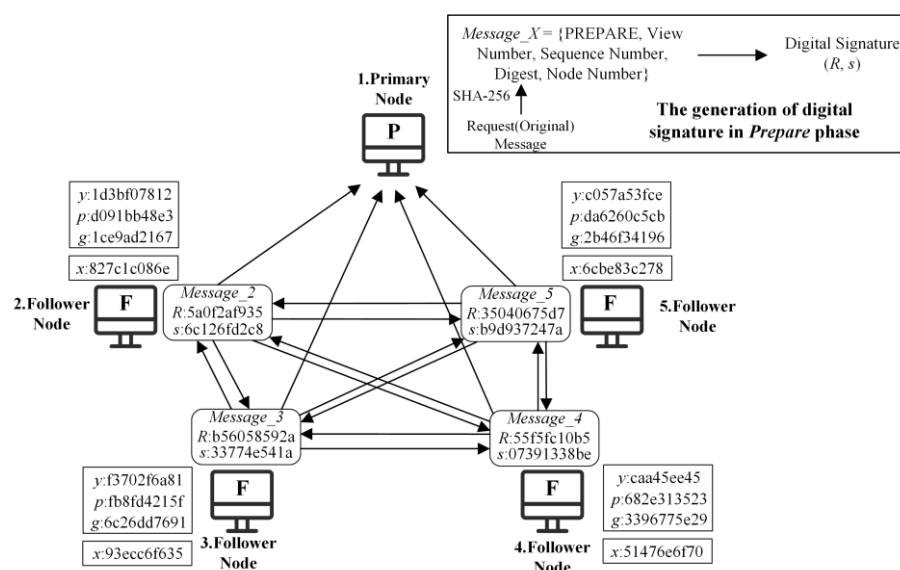 Message_X = {PREPARE, View
Number, Sequence Number,
Digest, Node Number}
Digital Signature
(R, s)
SHA-256
Request(Original)
Message
The generation of digital
signature in Prepare phase
1.Primary
Node
P
y:1d3bf07812
p:d091bb48e3
g:1ce9ad2167
x:827c1c086e
2.Follower
Node
F
Message_2
R:5a0f2af935
s:6c126fd2c8
y:c057a53fce
p:da6260c5cb
g:2b46f34196
x:6cbe83c278
Message_5
R:35040675d7
s:b9d937247a
F
5.Follower
Node
Message_3
R:b56058592a
s:33774e541a
y:f3702f6a81
p:fb8fd4215f
g:6c26dd7691
x:93ecc6f635
F
3.Follower
Node
Message_4
R:55f5fc10b5
s:07391338be
F
4.Follower
Node
y:caa45ee45
p:682e313523
g:3396775e29
x:51476e6f70